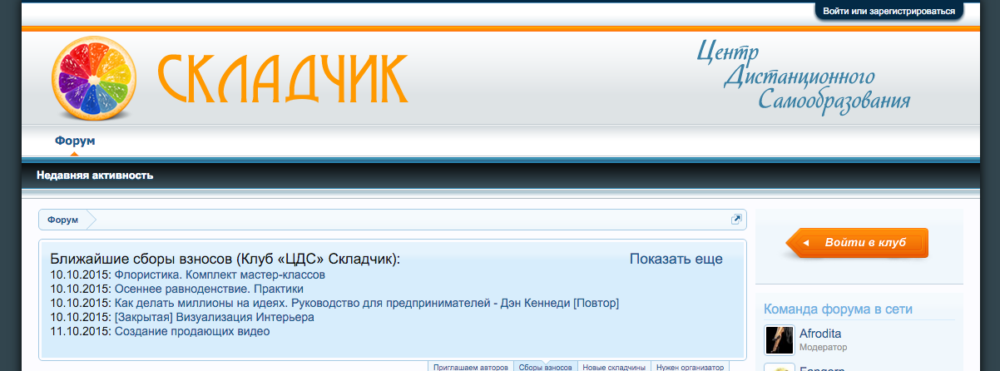 Войти или зарегистрироваться
СКЛАДЧИК
Центр
Дистанционного
Самообразования
Форум
Недавняя активность
Форум
Войти в клуб
Ближайшие сборы взносов (Клуб «ЦДС» Складчик):
Показать еще
10.10.2015: Флористика. Комплект мастер-классов
10.10.2015: Осеннее равноденствие. Практики
10.10.2015: Как делать миллионы на идеях. Руководство для предпринимателей - Дэн Кеннеди [Повтор]
10.10.2015: [Закрытая] Визуализация Интерьера
11.10.2015: Создание продающих видео
Команда форума в сети
Afrodita
Модератор
Приглашаем авторов
Сборы взносов
Новые складчины
Нужен организатор